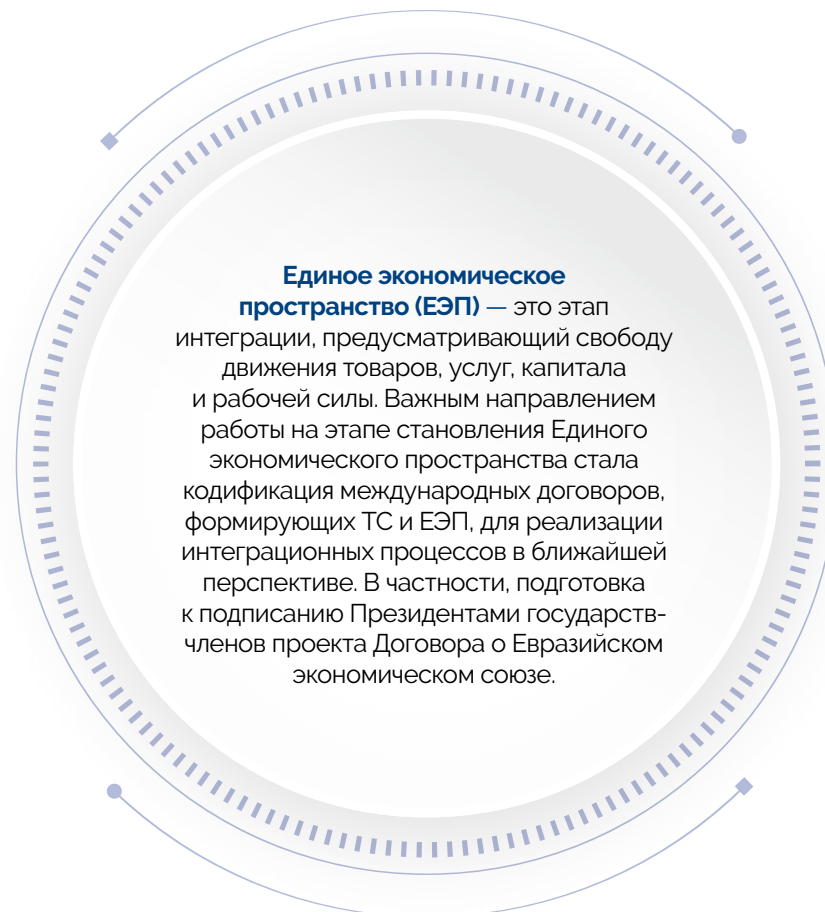 Единое экономическое
пространство (ЕЭП) — это этап
интеграции, предусматривающий свободу
движения товаров, услуг, капитала
и рабочей силы. Важным направлением
работы на этапе становления Единого
экономического пространства стала
кодификация международных договоров,
формирующих ТС и ЕЭП, для реализации
интеграционных процессов в ближайшей
перспективе. В частности, подготовка
к подписанию Президентами государств-
членов проекта Договора о Евразийском
экономическом союзе.